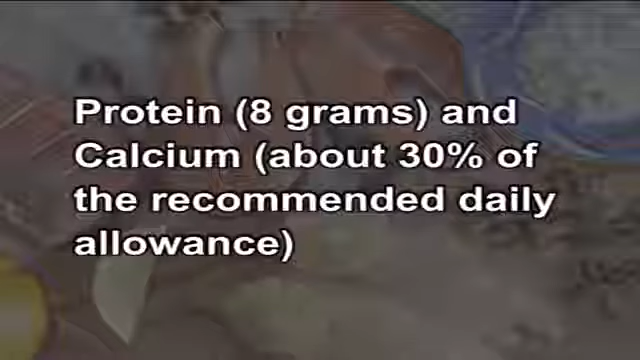 Protein (8 grams) and
Calcium (about 30% of
the recommended daily
allowance)